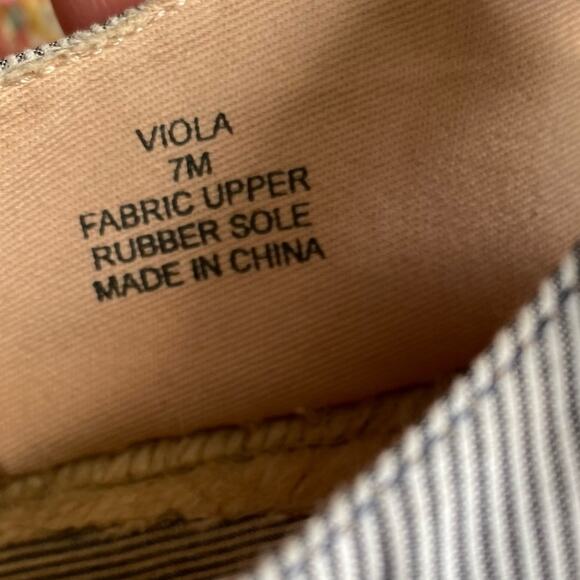 VIOLA
7M
FABRIC UPPER
RUBBER SOLE
MADE IN CHINA